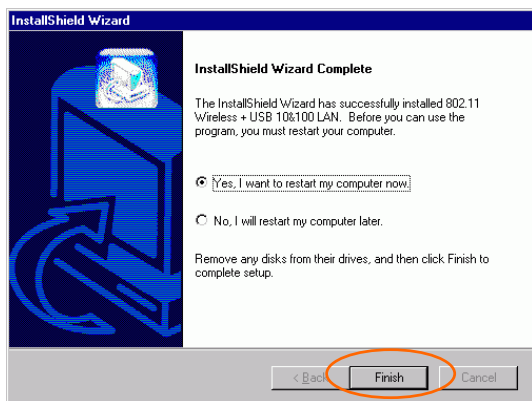 InstallShield Wizard
InstallShield Wizard Complete
The InstallShield Wizard has successfully installed 802.11
Wireless + USB 10&100 LAN. Before you can use the
program, you must restart your computer.
Yes, I want to restart my computer now.
No, I will restart my computer later.
Remove any disks from their drives, and then click Finish to
complete setup.
< Back
Finish
Cancel